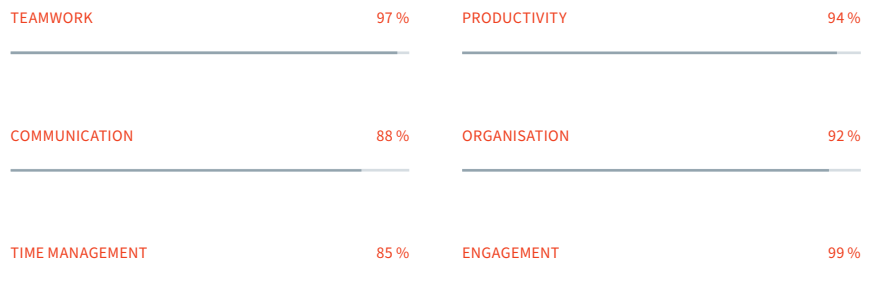 TEAMWORK 97 %
PRODUCTIVITY 94 %
COMMUNICATION 88 %
ORGANISATION 92 %
TIME MANAGEMENT 85 %
ENGAGEMENT 99 %